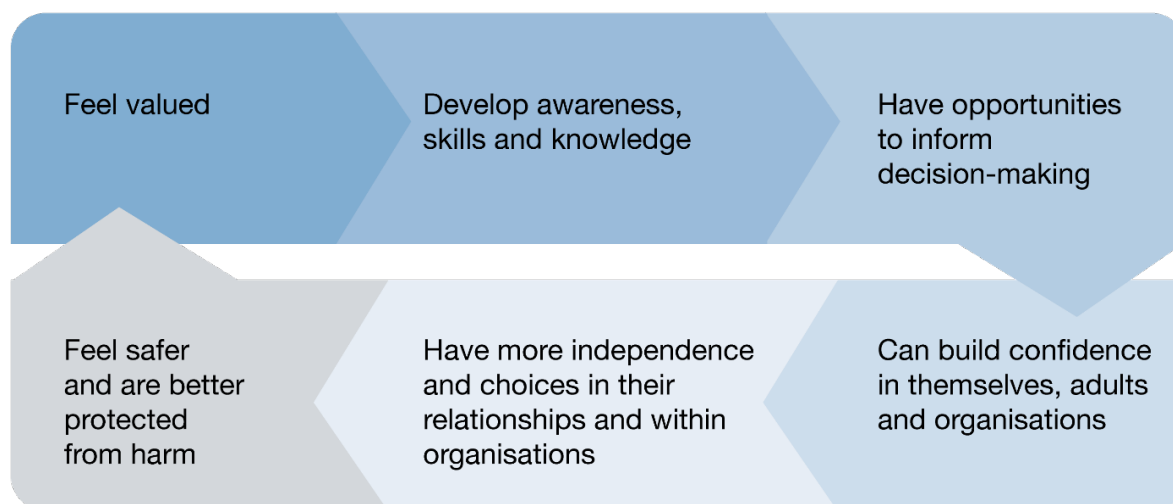 Feel valued
Develop awareness,
skills and knowledge
Have opportunities
to inform
decision-making
Can build confidence
in themselves, adults
and organisations
Have more independence
and choices in their
relationships and within
organisations
Feel safer
and are better
protected
from harm